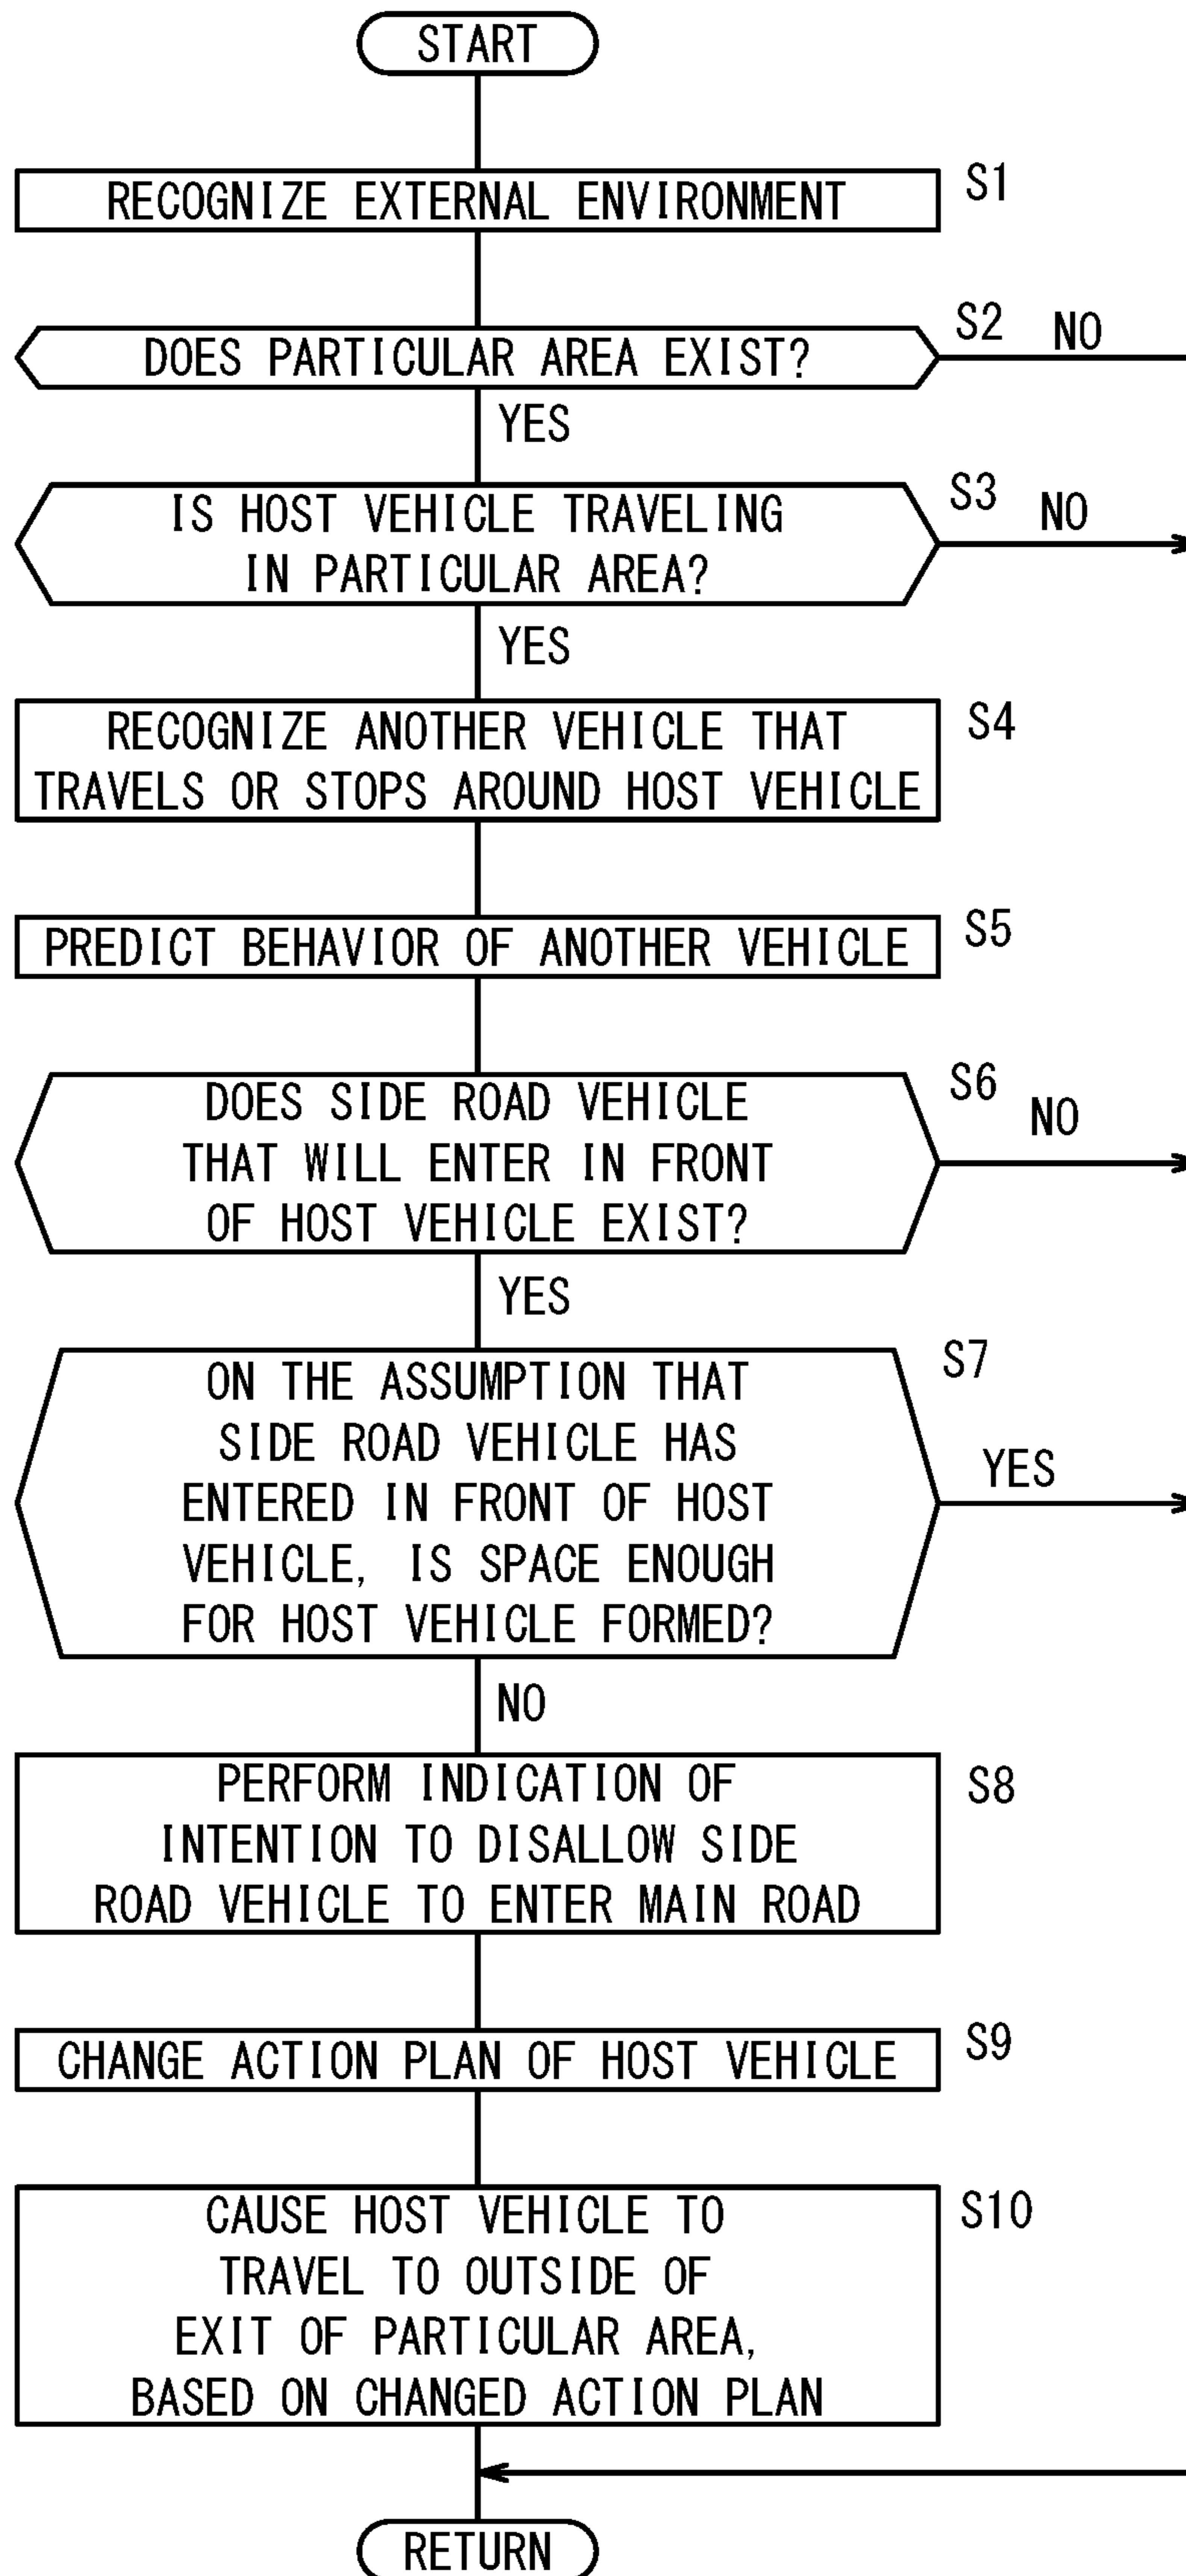 START
RECOGNIZE EXTERNAL ENVIRONMENT
S1
DOES PARTICULAR AREA EXIST?
S2
NO
YES
IS HOST VEHICLE TRAVELING
IN PARTICULAR AREA?
S3
NO
YES
RECOGNIZE ANOTHER VEHICLE THAT
TRAVELS OR STOPS AROUND HOST VEHICLE
S4
PREDICT BEHAVIOR OF ANOTHER VEHICLE
S5
DOES SIDE ROAD VEHICLE
THAT WILL ENTER IN FRONT
OF HOST VEHICLE EXIST?
S6
NO
YES
ON THE ASSUMPTION THAT
SIDE ROAD VEHICLE HAS
ENTERED IN FRONT OF HOST
VEHICLE, IS SPACE ENOUGH
FOR HOST VEHICLE FORMED?
S7
YES
NO
PERFORM INDICATION OF
INTENTION TO DISALLOW SIDE
ROAD VEHICLE TO ENTER MAIN ROAD
S8
CHANGE ACTION PLAN OF HOST VEHICLE
S9
CAUSE HOST VEHICLE TO
TRAVEL TO OUTSIDE OF
EXIT OF PARTICULAR AREA,
BASED ON CHANGED ACTION PLAN
S10
RETURN